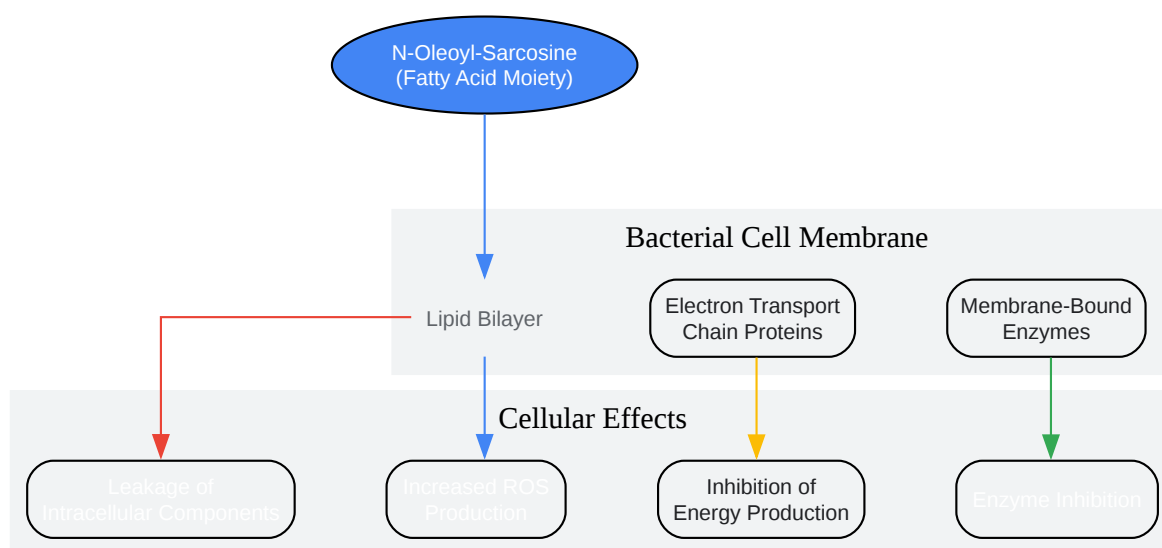 N-Oleoyl-Sarcosine
(Fatty Acid Moiety)
Bacterial Cell Membrane
Lipid Bilayer
Electron Transport
Chain Proteins
Membrane-Bound
Enzymes
Cellular Effects
Leakage of
Intracellular Components
Increased ROS
Production
Inhibition of
Energy Production
Enzyme Inhibition